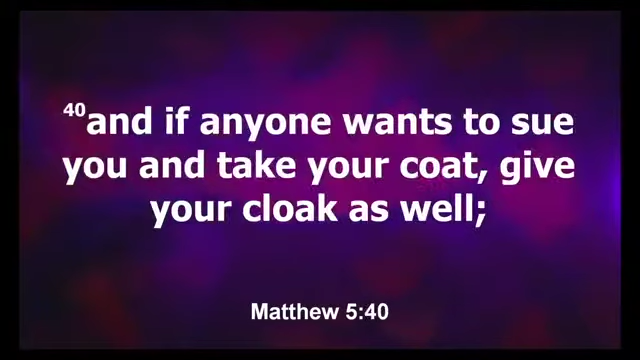 40and if anyone wants to sue
you and take your coat, give
your cloak as well;
Matthew 5:40